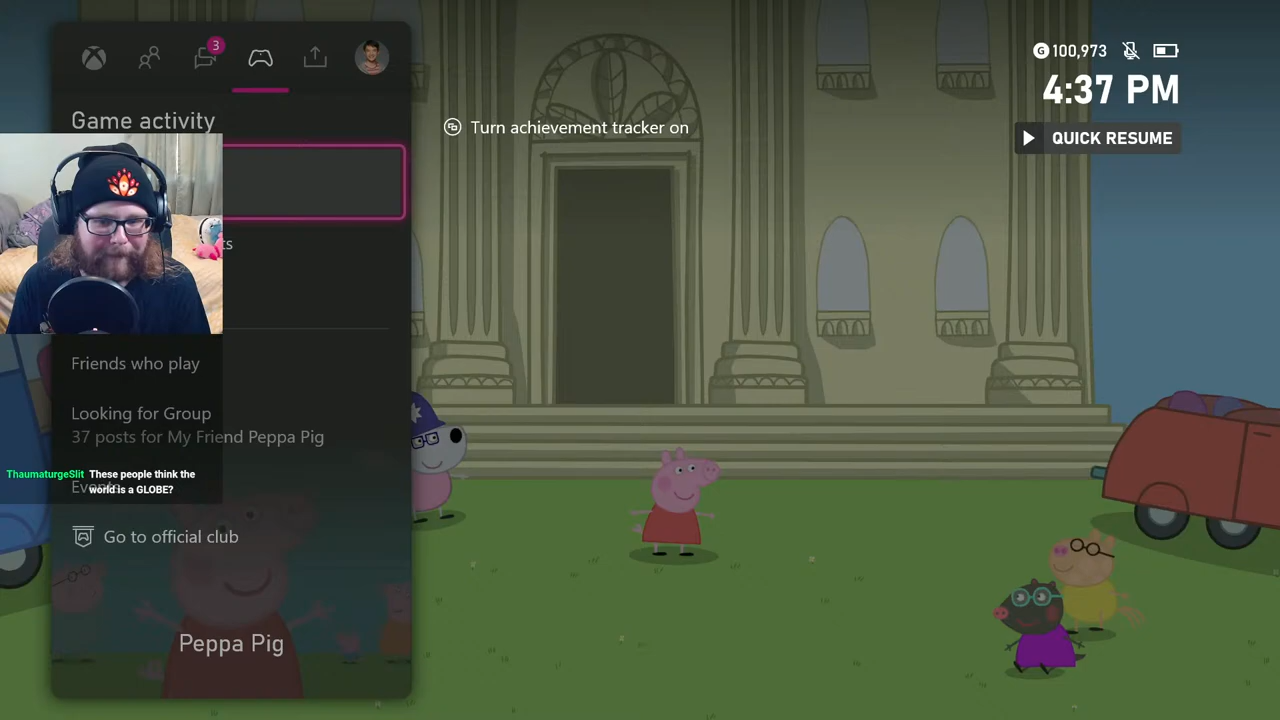 3
100,973
4:37 PM
QUICK RESUME
Game activity
Turn achievement tracker on
ts
Friends who play
Looking for Group
37 posts for My Friend Peppa Pig
ThaumaturgeSlit These people think the
world is a GLOBE?
Events
Go to official club
Peppa Pig